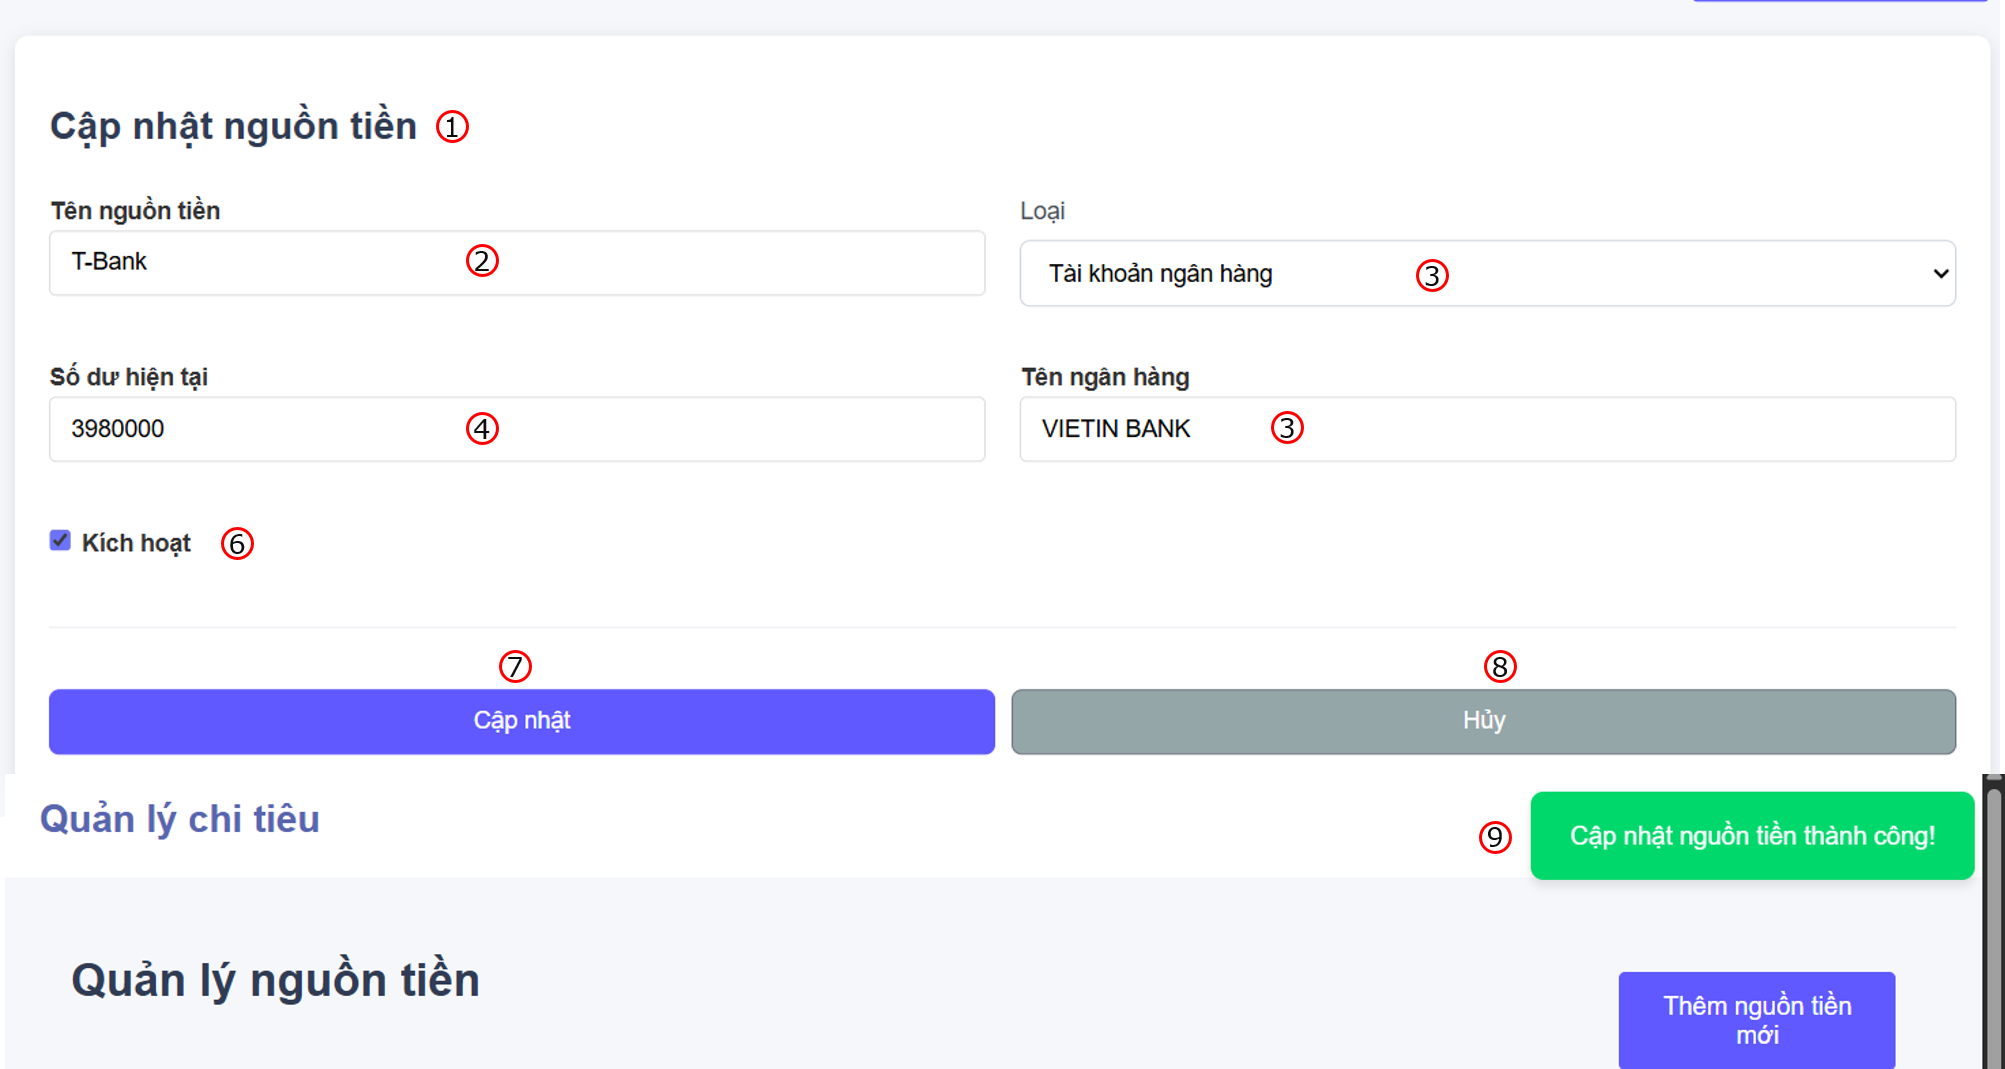 Cập nhật nguồn tiền ①
Tên nguồn tiền
Loại
T-Bank ②
Tài khoản ngân hàng ③
Số dư hiện tại
Tên ngân hàng
3980000 ④
VIETIN BANK ③
Kích hoạt ⑥
⑦
⑧
Cập nhật
Hủy
Quản lý chi tiêu
⑨ Cập nhật nguồn tiền thành công!
Quản lý nguồn tiền
Thêm nguồn tiền
mới